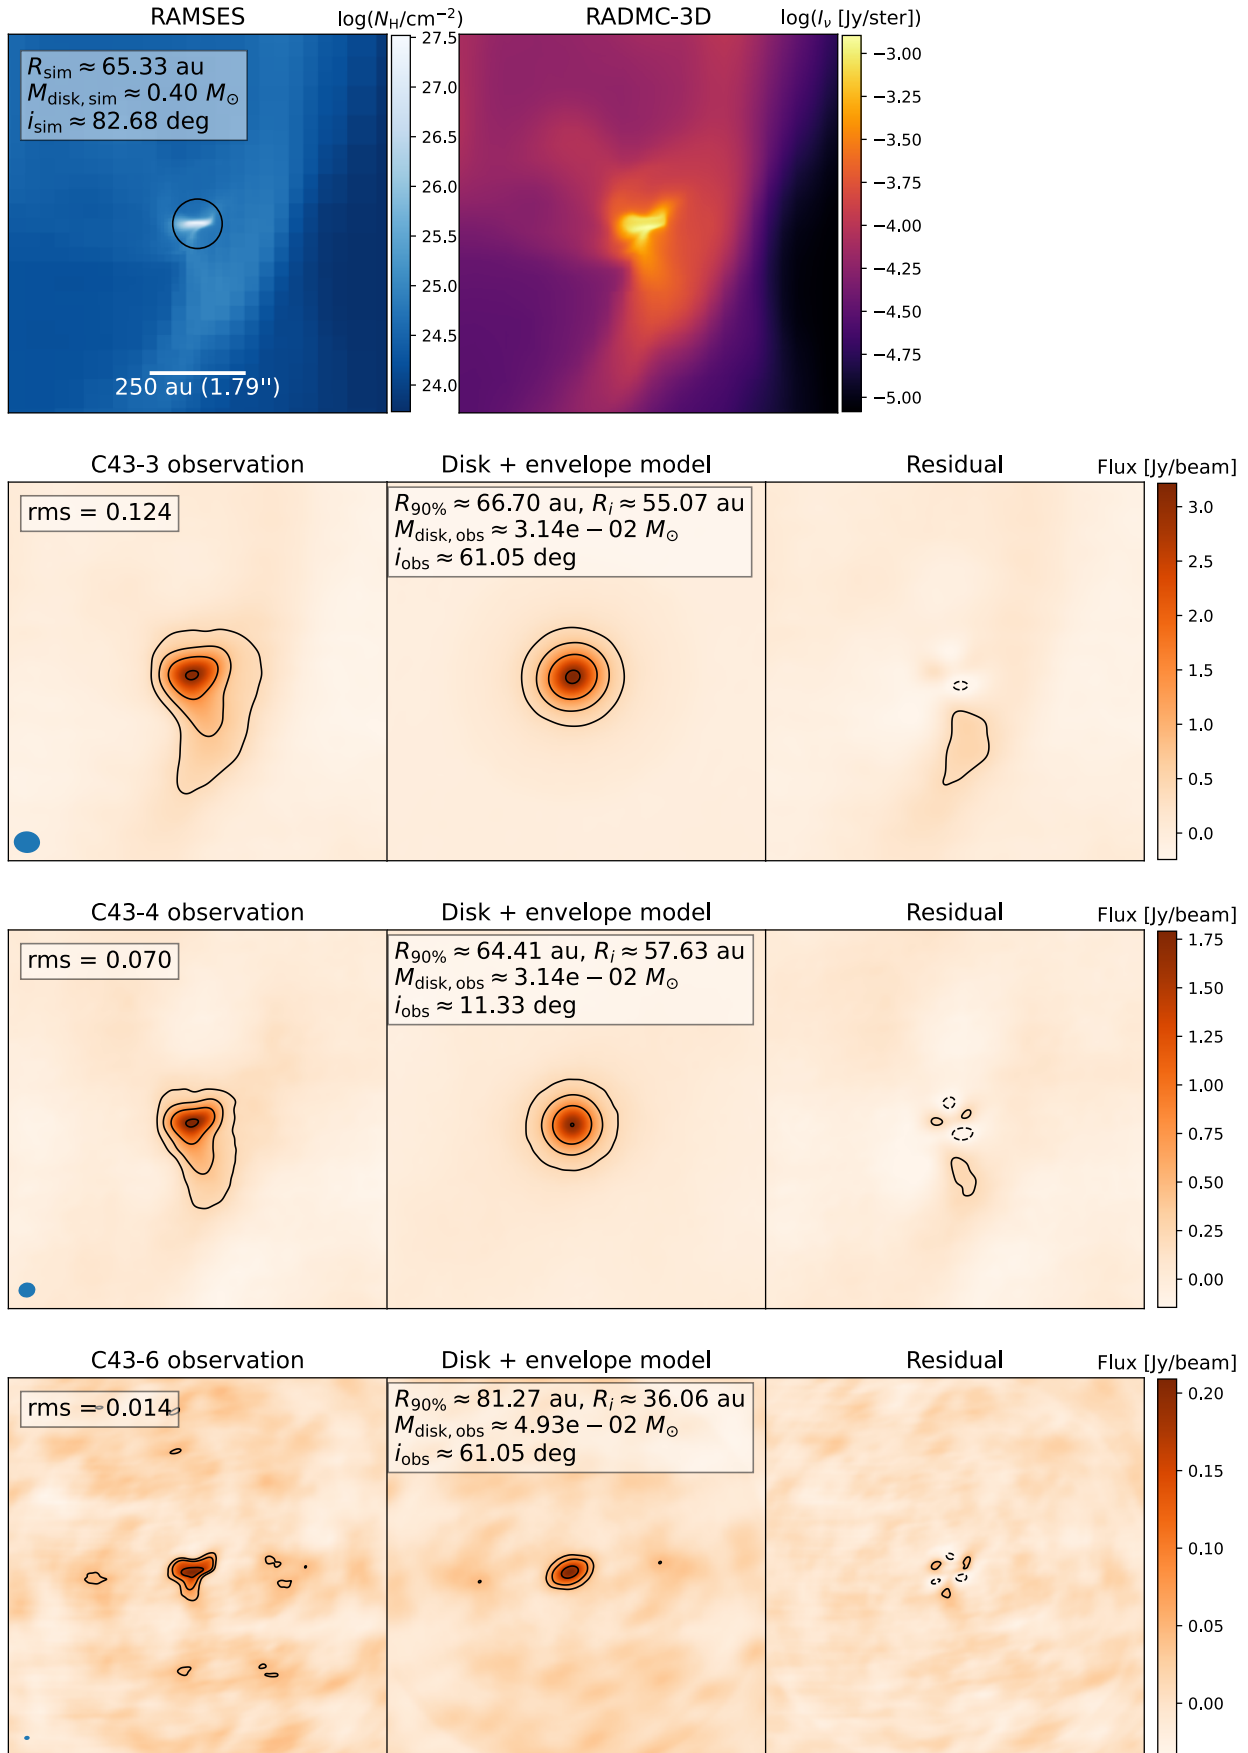 RAMSES
log(N_H/cm⁻²)
RADMC-3D
log(I_ν [Jy/ster])
R_sim ≈ 65.33 au
M_disk, sim ≈ 0.40 M_⊙
i_sim ≈ 82.68 deg
250 au (1.79'')
27.5
27.0
26.5
26.0
25.5
25.0
24.5
24.0
−3.00
−3.25
−3.50
−3.75
−4.00
−4.25
−4.50
−4.75
−5.00
C43-3 observation
Disk + envelope model
Residual
Flux [Jy/beam]
rms = 0.124
R_90% ≈ 66.70 au, R_i ≈ 55.07 au
M_disk, obs ≈ 3.14e − 02 M_⊙
i_obs ≈ 61.05 deg
3.0
2.5
2.0
1.5
1.0
0.5
0.0
C43-4 observation
Disk + envelope model
Residual
Flux [Jy/beam]
rms = 0.070
R_90% ≈ 64.41 au, R_i ≈ 57.63 au
M_disk, obs ≈ 3.14e − 02 M_⊙
i_obs ≈ 11.33 deg
1.75
1.50
1.25
1.00
0.75
0.50
0.25
0.00
C43-6 observation
Disk + envelope model
Residual
Flux [Jy/beam]
rms = 0.014
R_90% ≈ 81.27 au, R_i ≈ 36.06 au
M_disk, obs ≈ 4.93e − 02 M_⊙
i_obs ≈ 61.05 deg
0.20
0.15
0.10
0.05
0.00